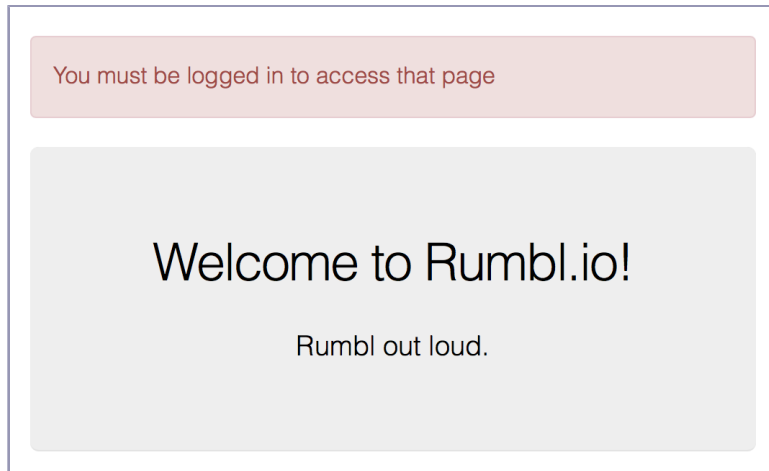 You must be logged in to access that page
Welcome to Rumbl.io!
Rumbl out loud.